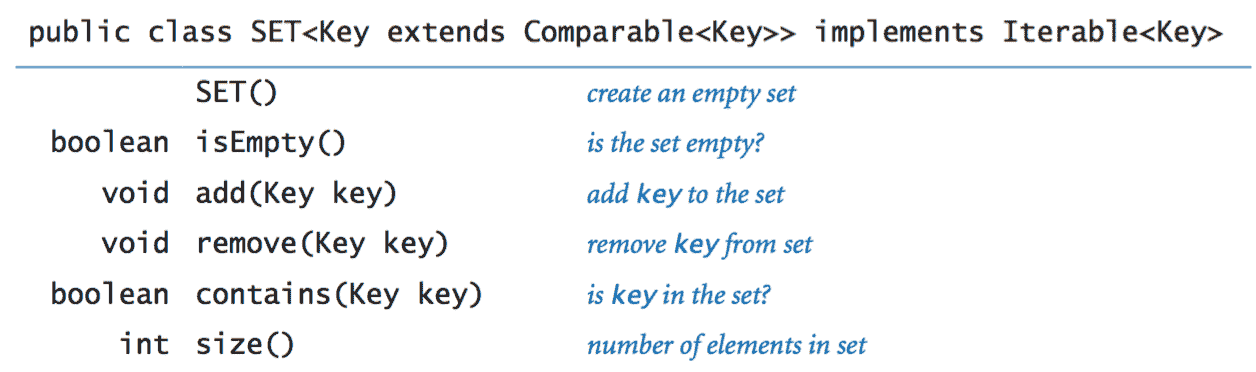 public class SET<Key extends Comparable<Key>> implements Iterable<Key>
SET() create an empty set
boolean isEmpty() is the set empty?
void add(Key key) add key to the set
void remove(Key key) remove key from set
boolean contains(Key key) is key in the set?
int size() number of elements in set